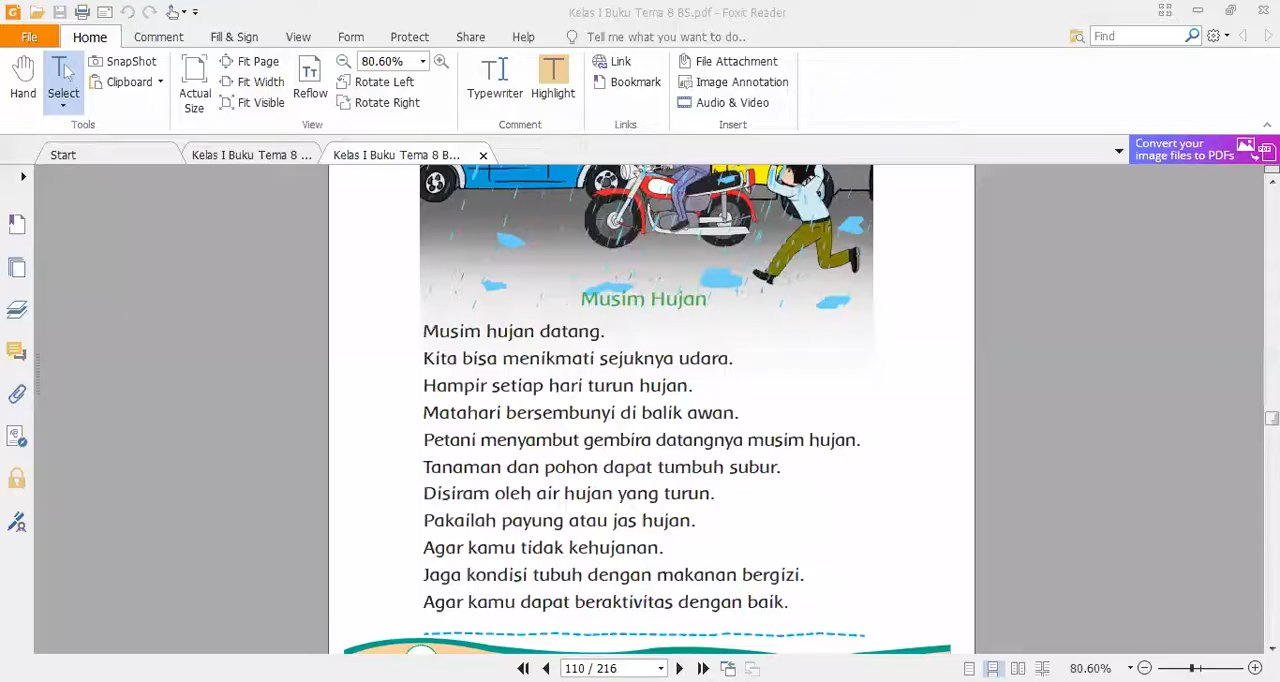 Kelas I Buku Tema 8 BS.pdf - Foxit Reader
File Home Comment Fill & Sign View Form Protect Share Help Tell me what you want to do.. Find
Hand
Select
SnapShot
Clipboard
Tools
Actual Size
Fit Page
Fit Width
Fit Visible
Reflow
80.60%
Rotate Left
Rotate Right
View
Typewriter
Highlight
Comment
Link
Bookmark
Links
File Attachment
Image Annotation
Audio & Video
Insert
Start Kelas I Buku Tema 8 ... Kelas I Buku Tema 8 B...
Convert your
image files to PDFs
Musim Hujan
Musim hujan datang.
Kita bisa menikmati sejuknya udara.
Hampir setiap hari turun hujan.
Matahari bersembunyi di balik awan.
Petani menyambut gembira datangnya musim hujan.
Tanaman dan pohon dapat tumbuh subur.
Disiram oleh air hujan yang turun.
Pakailah payung atau jas hujan.
Agar kamu tidak kehujanan.
Jaga kondisi tubuh dengan makanan bergizi.
Agar kamu dapat beraktivitas dengan baik.
110 / 216
80.60%